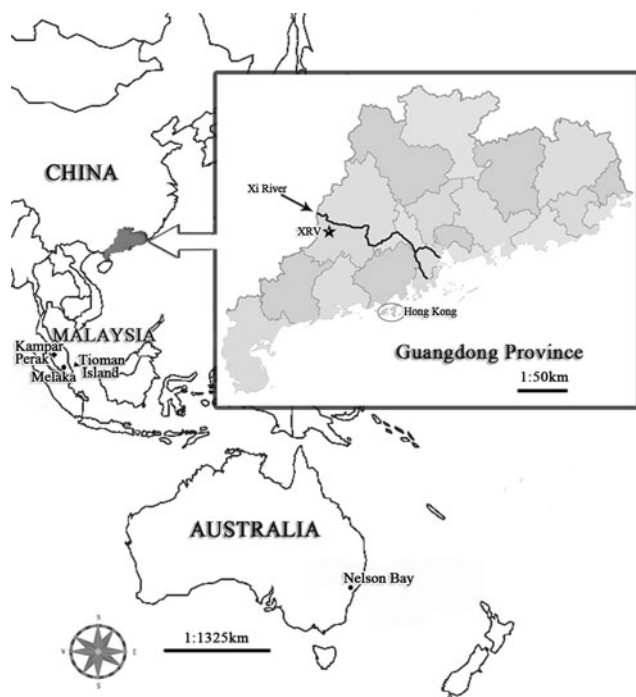 CHINA
Xi River
XRV
Hong Kong
Guangdong Province
1:50km
MALAYSIA
Kampar
Perak
Melaka
Tioman
Island
AUSTRALIA
Nelson Bay
1:1325km
N
W
E
S